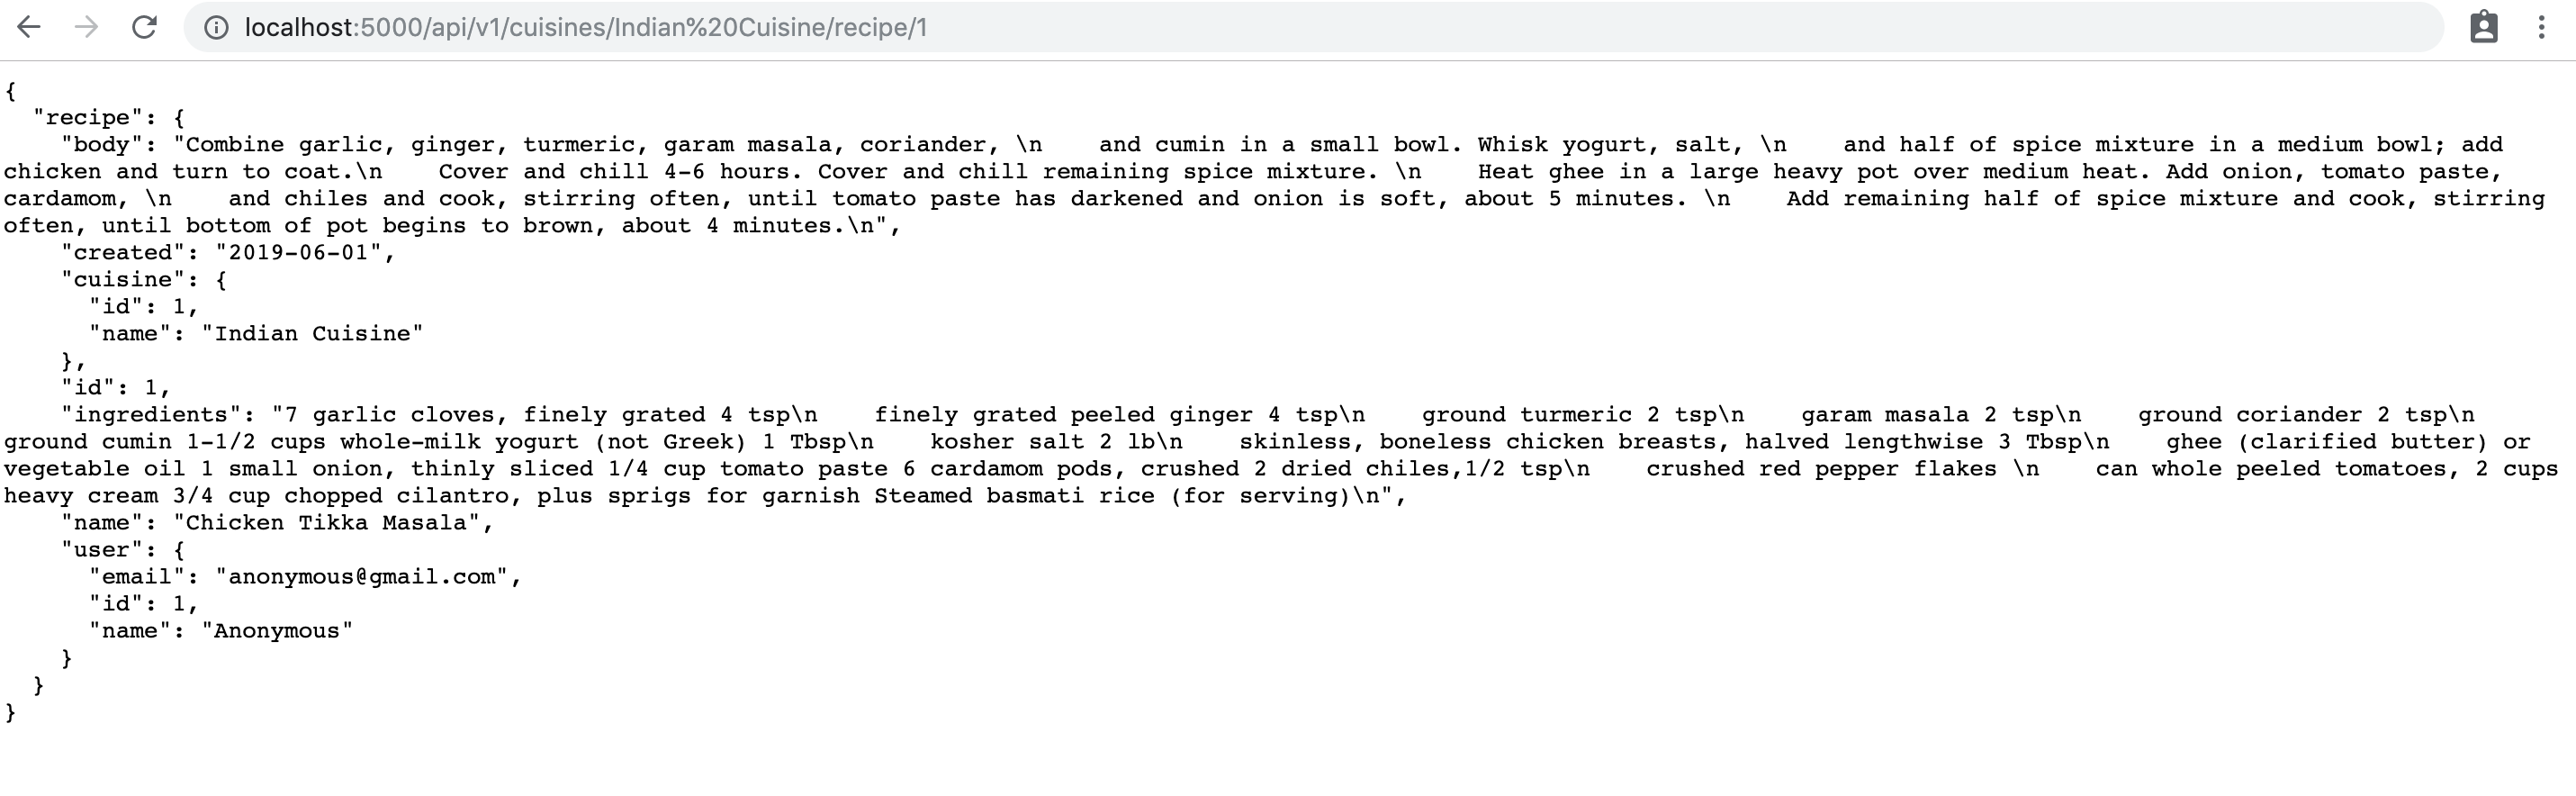 localhost:5000/api/v1/cuisines/Indian%20Cuisine/recipe/1
{
  "recipe": {
    "body": "Combine garlic, ginger, turmeric, garam masala, coriander, \n    and cumin in a small bowl. Whisk yogurt, salt, \n    and half of spice mixture in a medium bowl; add
chicken and turn to coat.\n    Cover and chill 4-6 hours. Cover and chill remaining spice mixture. \n    Heat ghee in a large heavy pot over medium heat. Add onion, tomato paste,
cardamom, \n    and chiles and cook, stirring often, until tomato paste has darkened and onion is soft, about 5 minutes. \n    Add remaining half of spice mixture and cook, stirring
often, until bottom of pot begins to brown, about 4 minutes.\n",
    "created": "2019-06-01",
    "cuisine": {
      "id": 1,
      "name": "Indian Cuisine"
    },
    "id": 1,
    "ingredients": "7 garlic cloves, finely grated 4 tsp\n    finely grated peeled ginger 4 tsp\n    ground turmeric 2 tsp\n    garam masala 2 tsp\n    ground coriander 2 tsp\n
ground cumin 1-1/2 cups whole-milk yogurt (not Greek) 1 Tbsp\n    kosher salt 2 lb\n    skinless, boneless chicken breasts, halved lengthwise 3 Tbsp\n    ghee (clarified butter) or
vegetable oil 1 small onion, thinly sliced 1/4 cup tomato paste 6 cardamom pods, crushed 2 dried chiles,1/2 tsp\n    crushed red pepper flakes \n    can whole peeled tomatoes, 2 cups
heavy cream 3/4 cup chopped cilantro, plus sprigs for garnish Steamed basmati rice (for serving)\n",
    "name": "Chicken Tikka Masala",
    "user": {
      "email": "anonymous@gmail.com",
      "id": 1,
      "name": "Anonymous"
    }
  }
}